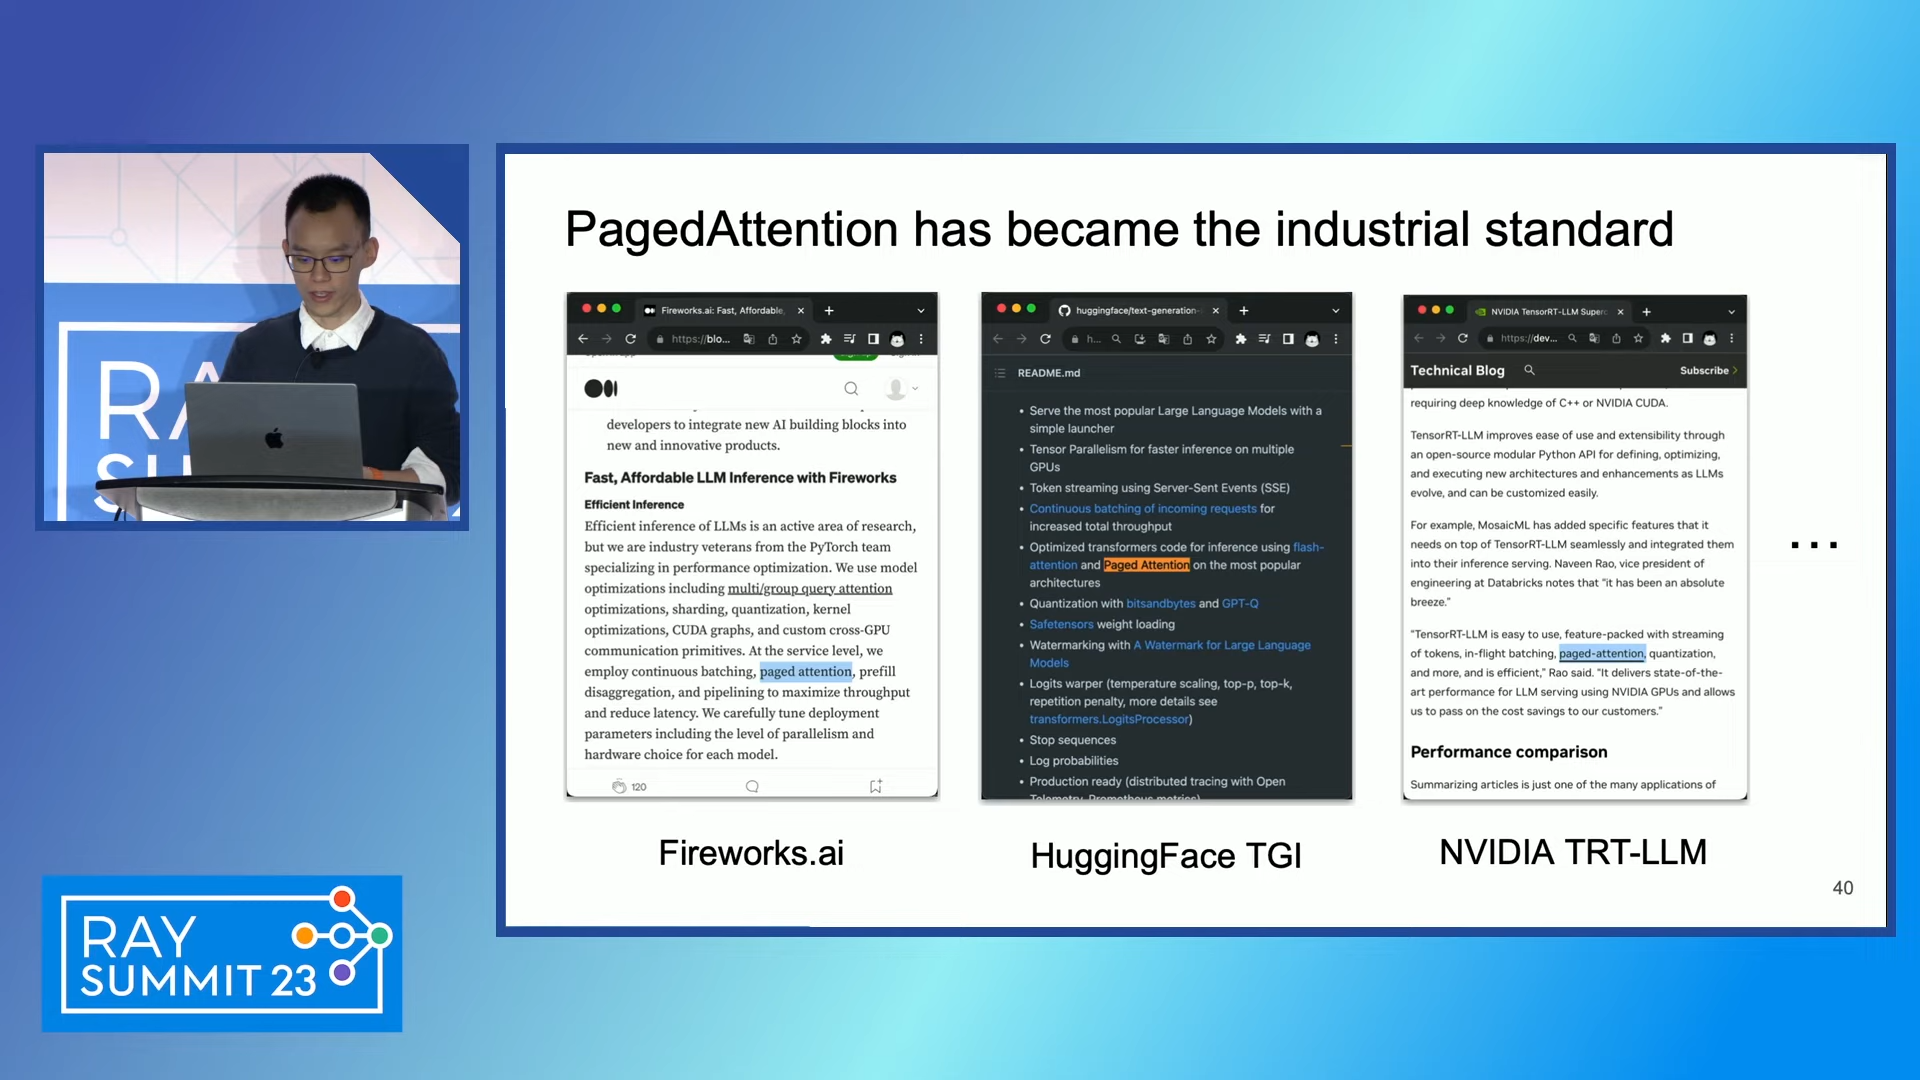 PagedAttention has became the industrial standard
Fireworks.ai: Fast, Affordable,
https://blo...
developers to integrate new AI building blocks into
new and innovative products.
Fast, Affordable LLM Inference with Fireworks
Efficient Inference
Efficient inference of LLMs is an active area of research,
but we are industry veterans from the PyTorch team
specializing in performance optimization. We use model
optimizations including multi/group query attention
optimizations, sharding, quantization, kernel
optimizations, CUDA graphs, and custom cross-GPU
communication primitives. At the service level, we
employ continuous batching, paged attention, prefill
disaggregation, and pipelining to maximize throughput
and reduce latency. We carefully tune deployment
parameters including the level of parallelism and
hardware choice for each model.
120
Fireworks.ai
huggingface/text-generation-
h...
README.md
• Serve the most popular Large Language Models with a
simple launcher
• Tensor Parallelism for faster inference on multiple
GPUs
• Token streaming using Server-Sent Events (SSE)
• Continuous batching of incoming requests for
increased total throughput
• Optimized transformers code for inference using flash-
attention and Paged Attention on the most popular
architectures
• Quantization with bitsandbytes and GPT-Q
• Safetensors weight loading
• Watermarking with A Watermark for Large Language
Models
• Logits warper (temperature scaling, top-p, top-k,
repetition penalty, more details see
transformers.LogitsProcessor)
• Stop sequences
• Log probabilities
• Production ready (distributed tracing with Open
Telemetry, Prometheus metrics)
HuggingFace TGI
NVIDIA TensorRT-LLM Superc
https://dev...
Technical Blog
Subscribe
requiring deep knowledge of C++ or NVIDIA CUDA.
TensorRT-LLM improves ease of use and extensibility through
an open-source modular Python API for defining, optimizing,
and executing new architectures and enhancements as LLMs
evolve, and can be customized easily.
For example, MosaicML has added specific features that it
needs on top of TensorRT-LLM seamlessly and integrated them
into their inference serving. Naveen Rao, vice president of
engineering at Databricks notes that “it has been an absolute
breeze.”
“TensorRT-LLM is easy to use, feature-packed with streaming
of tokens, in-flight batching, paged-attention, quantization,
and more, and is efficient,” Rao said. “It delivers state-of-the-
art performance for LLM serving using NVIDIA GPUs and allows
us to pass on the cost savings to our customers.”
Performance comparison
Summarizing articles is just one of the many applications of
NVIDIA TRT-LLM
...
40
RA
SU
RAY
SUMMIT 23